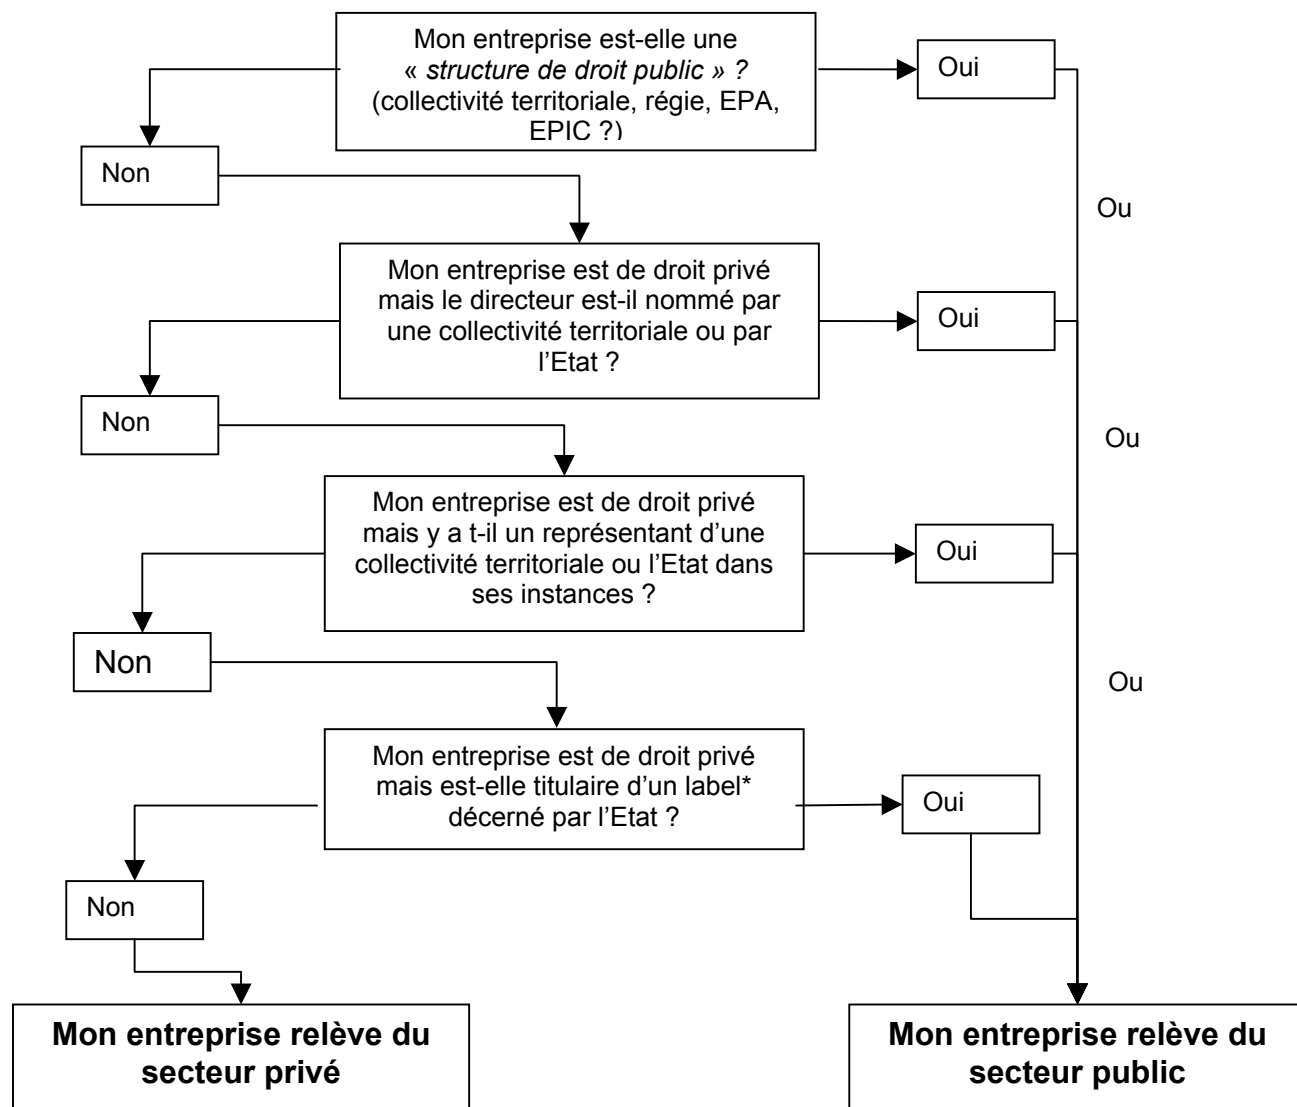 Mon entreprise est-elle une
« structure de droit public » ?
(collectivité territoriale, régie, EPA,
EPIC ?)
Oui
Non
Ou
Mon entreprise est de droit privé
mais le directeur est-il nommé par
une collectivité territoriale ou par
l’Etat ?
Oui
Non
Ou
Mon entreprise est de droit privé
mais y a t-il un représentant d’une
collectivité territoriale ou l’Etat dans
ses instances ?
Oui
Non
Ou
Mon entreprise est de droit privé
mais est-elle titulaire d’un label*
décerné par l’Etat ?
Oui
Non
Mon entreprise relève du
secteur privé
Mon entreprise relève du
secteur public